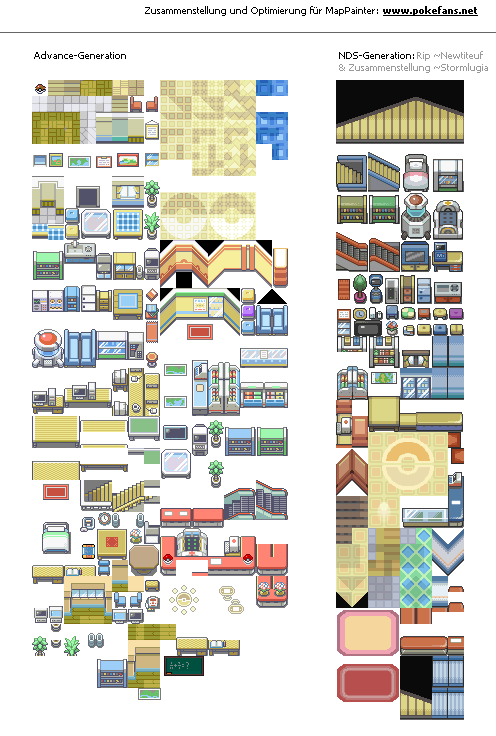 Zusammenstellung und Optimierung für MapPainter: www.pokefans.net
Advance-Generation
NDS-Generation: Rip ~Newtiteuf
& Zusammenstellung ~Stormlugia